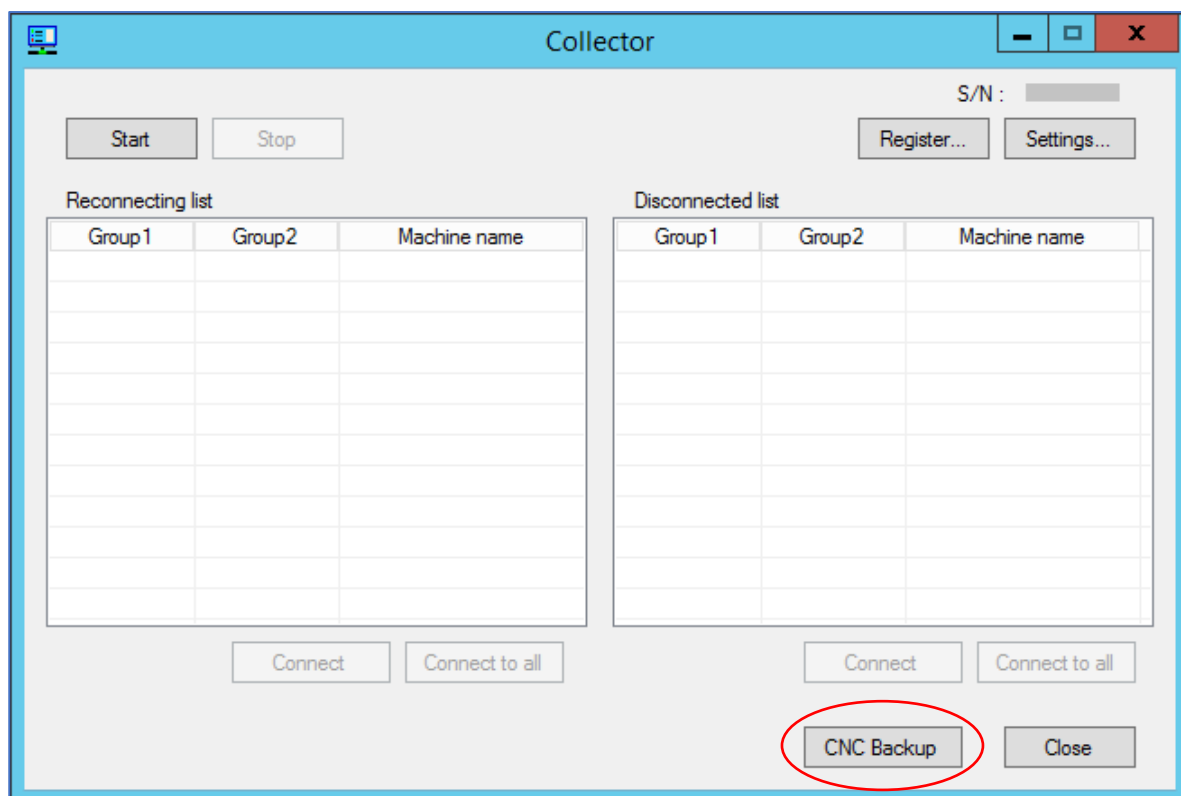 Collector
S/N :
Start Stop Register... Settings...
Reconnecting list Disconnected list
Group1 Group2 Machine name Group1 Group2 Machine name
Connect Connect to all Connect Connect to all
CNC Backup Close